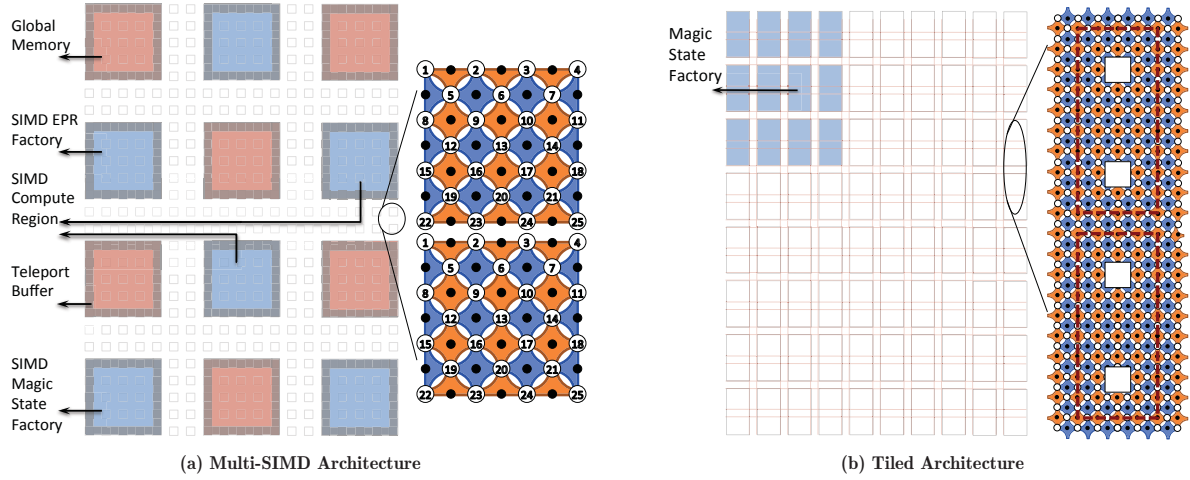 Global
Memory
SIMD EPR
Factory
SIMD
Compute
Region
Teleport
Buffer
SIMD
Magic
State
Factory
1 2 3 4
5 6 7
8 9 10 11
12 13 14
15 16 17 18
19 20 21
22 23 24 25
1 2 3 4
5 6 7
8 9 10 11
12 13 14
15 16 17 18
19 20 21
22 23 24 25
(a) Multi-SIMD Architecture
Magic
State
Factory
(b) Tiled Architecture